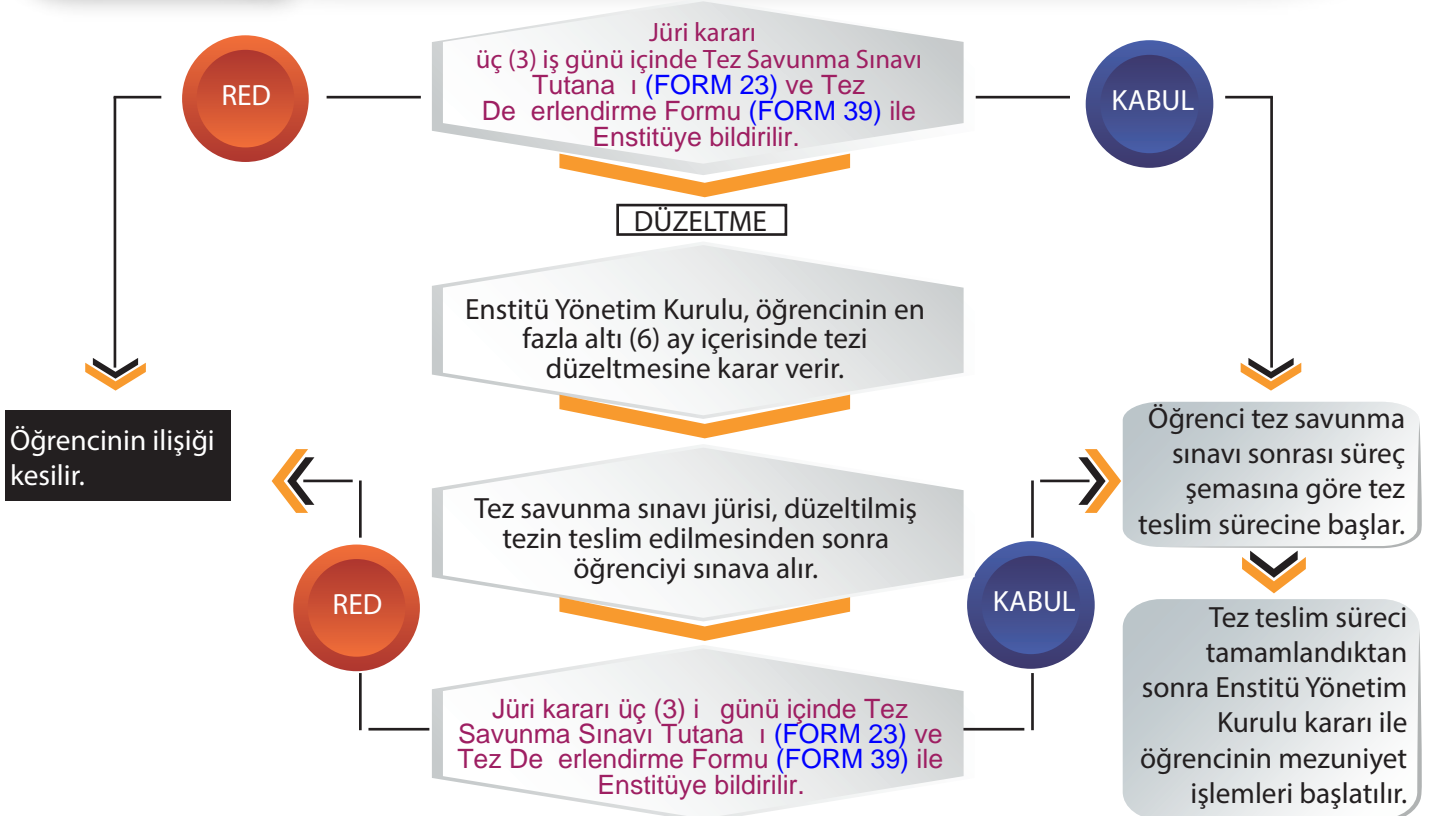 Jüri kararı
üç (3) iş günü içinde Tez Savunma Sınavı
Tutana ı (FORM 23) ve Tez
De erlendirme Formu (FORM 39) ile
Enstitüye bildirilir.
RED
KABUL
DÜZELTME
Enstitü Yönetim Kurulu, öğrencinin en
fazla altı (6) ay içerisinde tezi
düzeltmesine karar verir.
Öğrencinin ilişiği
kesilir.
Öğrenci tez savunma
sınavı sonrası süreç
şemasına göre tez
teslim sürecine başlar.
Tez savunma sınavı jürisi, düzeltilmiş
tezin teslim edilmesinden sonra
öğrenciyi sınava alır.
RED
KABUL
Jüri kararı üç (3) i günü içinde Tez
Savunma Sınavı Tutana ı (FORM 23) ve
Tez De erlendirme Formu (FORM 39) ile
Enstitüye bildirilir.
Tez teslim süreci
tamamlandıktan
sonra Enstitü Yönetim
Kurulu kararı ile
öğrencinin mezuniyet
işlemleri başlatılır.